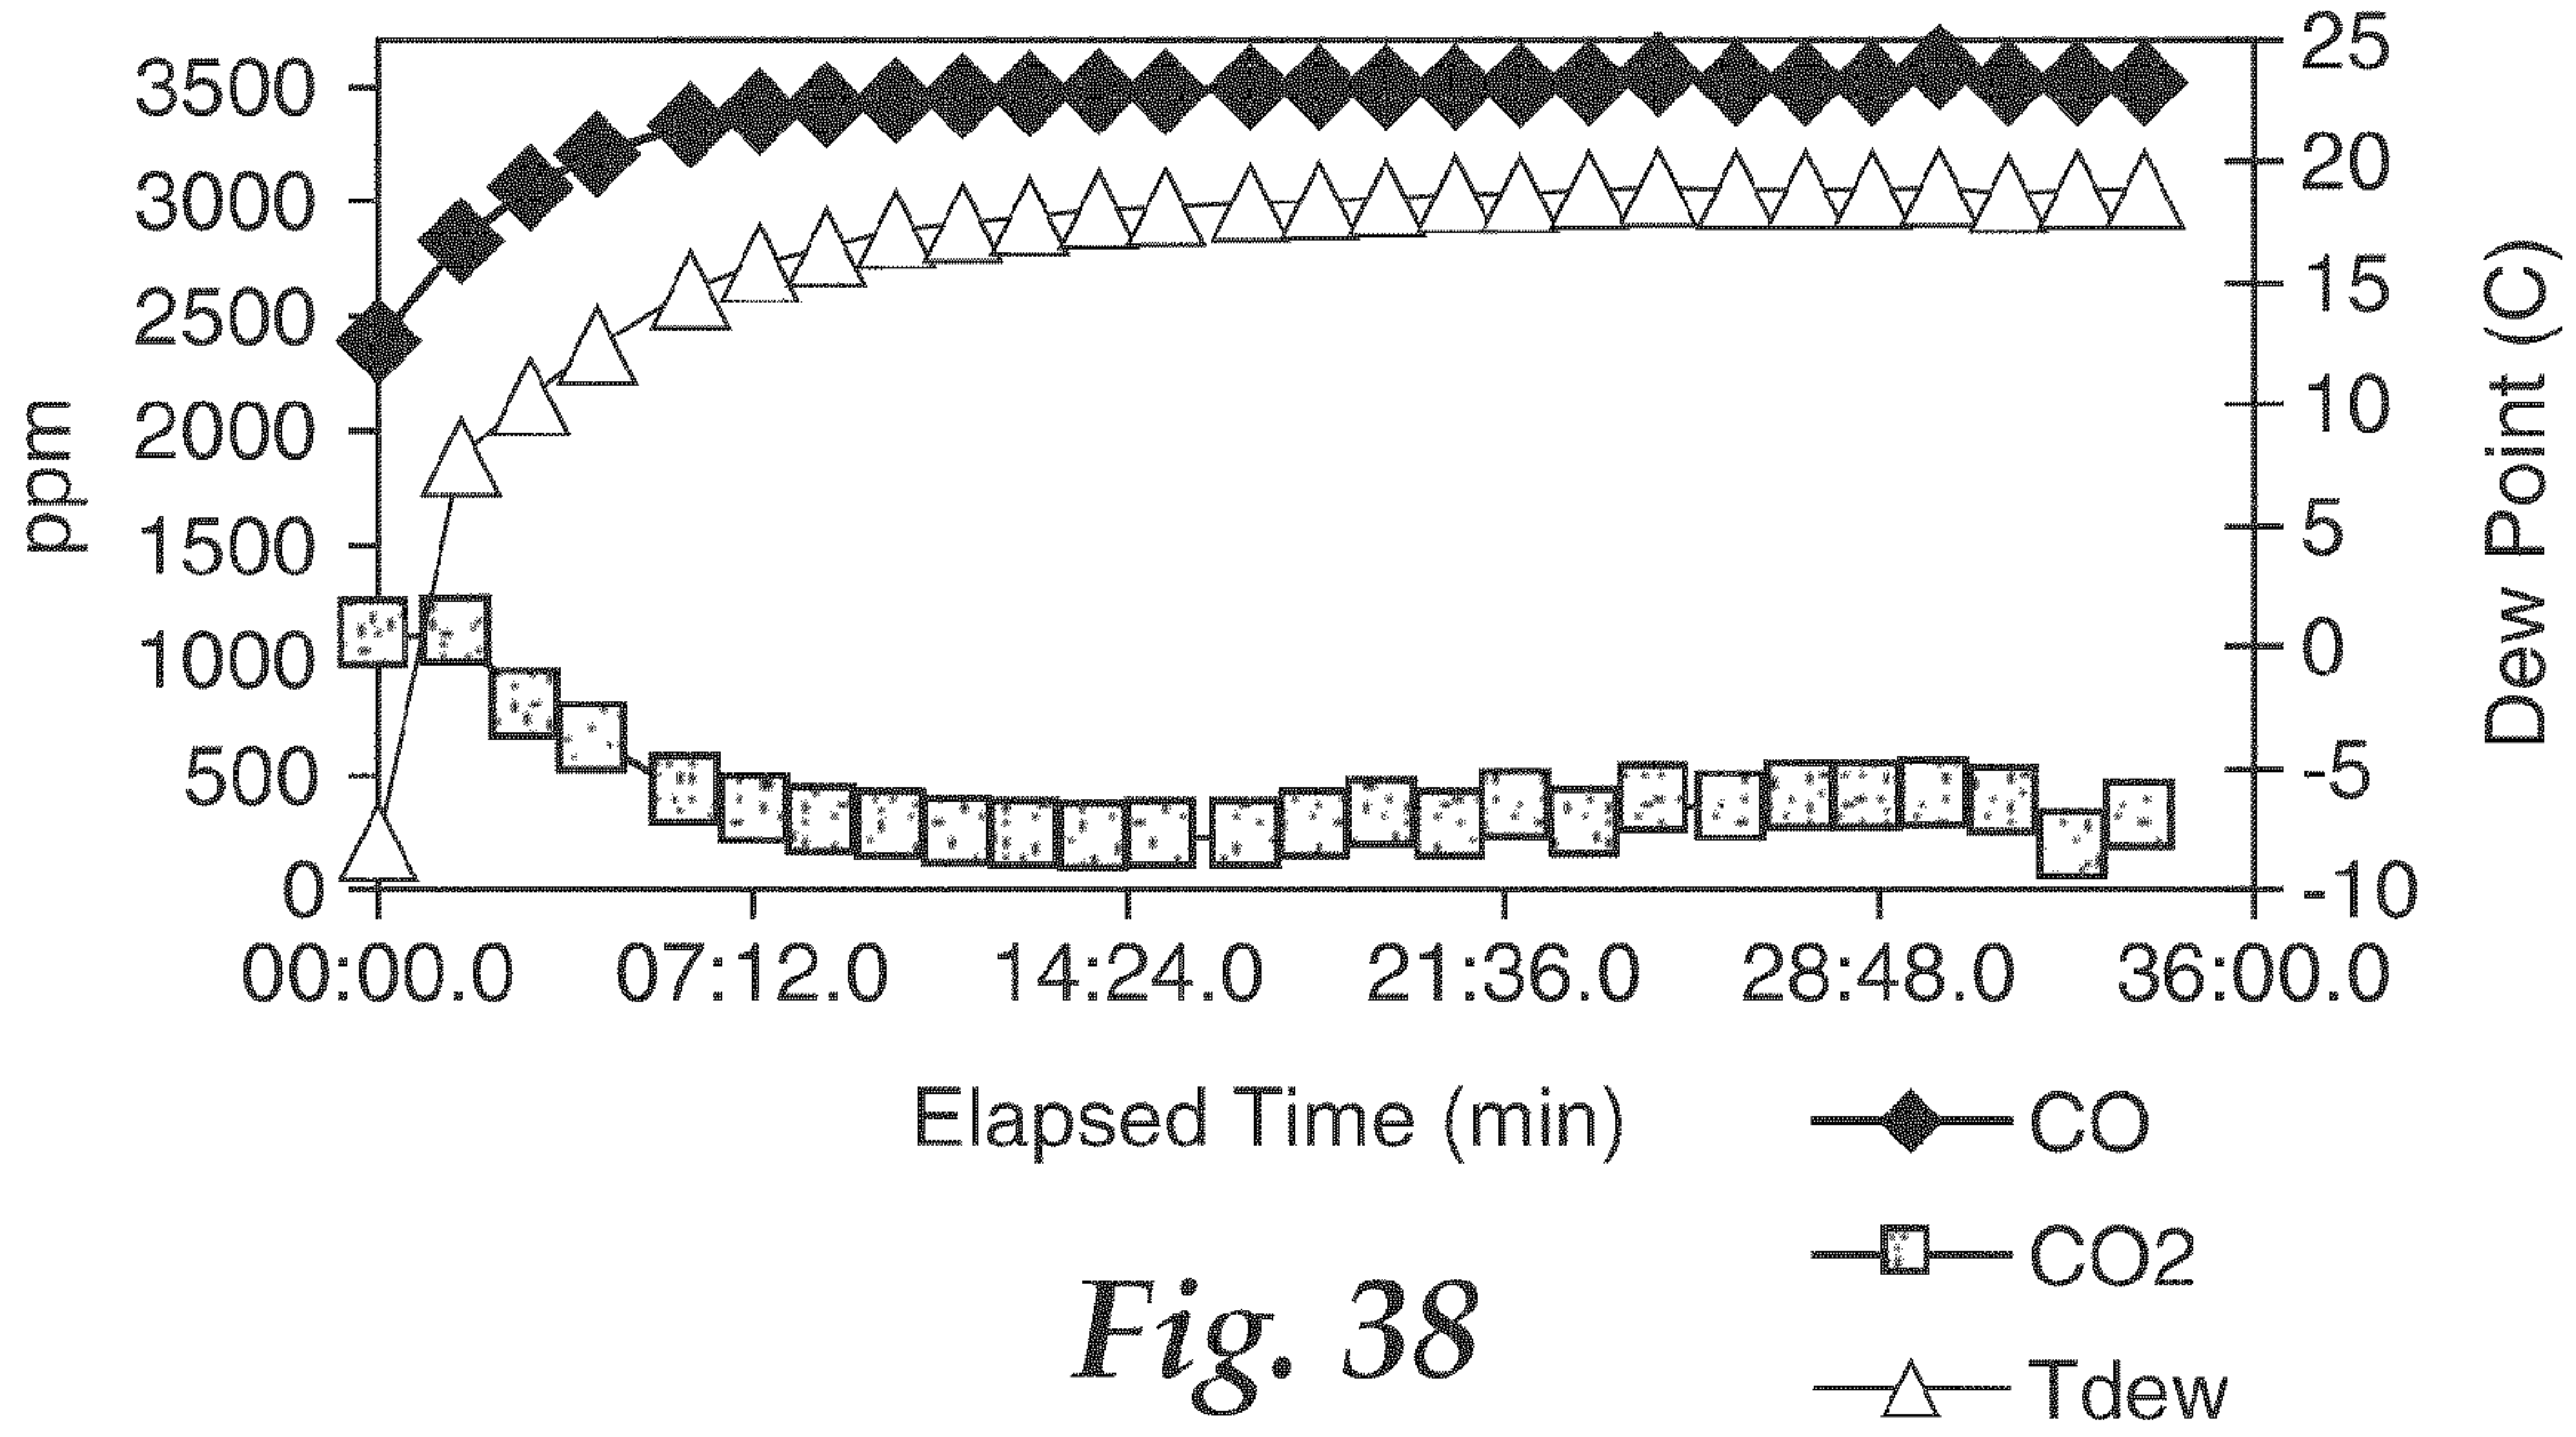 ppm
3500
3000
2500
2000
1500
1000
500
0
25
20
15
10
5
0
-5
-10
Dew Point (C)
00:00.0 07:12.0 14:24.0 21:36.0 28:48.0 36:00.0
Elapsed Time (min)
CO
CO2
Tdew
Fig. 38